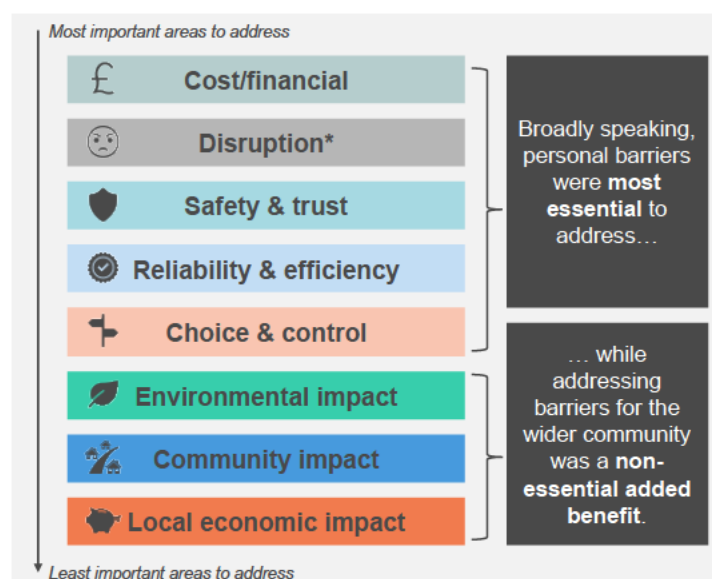 Most important areas to address
£
Cost/financial
Disruption*
Safety & trust
Reliability & efficiency
Choice & control
Environmental impact
Community impact
Local economic impact
Least important areas to address
Broadly speaking,
personal barriers
were most
essential to
address…
… while
addressing
barriers for the
wider community
was a non-
essential added
benefit.